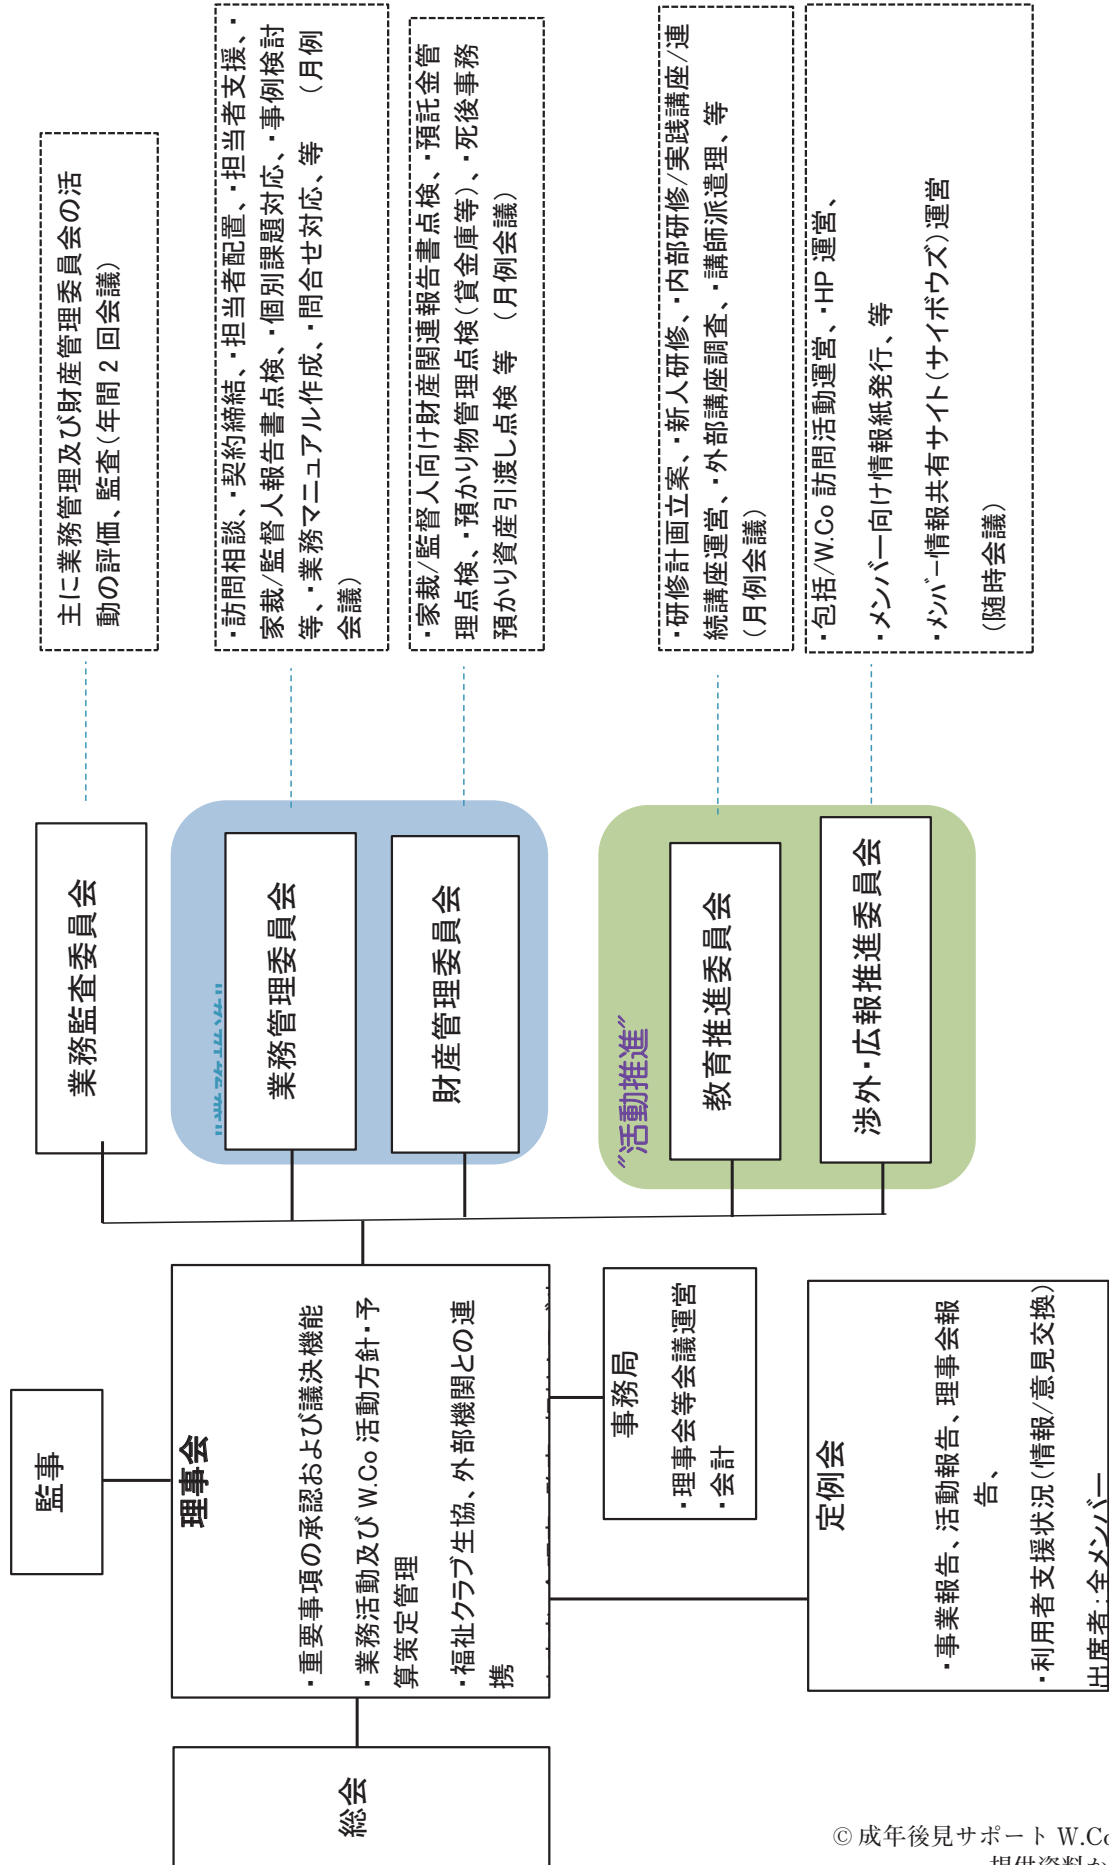 総会
監事
理事会
・重要事項の承認および議決機能
・業務活動及び W.Co 活動方針・予
算策定管理
・福祉クラブ生協、外部機関との連
携
事務局
・理事会等会議運営
・会計
定例会
・事業報告、活動報告、理事会報
告、
・利用者支援状況（情報/意見交換）
出席者：全メンバー
業務監査委員会
業務管理委員会
財産管理委員会
〝活動推進〞
教育推進委員会
渉外・広報推進委員会
主に業務管理及び財産管理委員会の活
動の評価、監査（年間 2 回会議）
・訪問相談、・契約締結、・担当者配置、・担当者支援、・
家裁/監督人報告書点検、・個別課題対応、・事例検討
等、・業務マニュアル作成、・問合せ対応、等　（月例
会議）
・家裁/監督人向け財産関連報告書点検、・預託金管
理点検、・預かり物管理点検（貸金庫等）、・死後事務
預かり資産引渡し点検 等　（月例会議）
・研修計画立案、・新人研修、・内部研修/実践講座/連
続講座運営、・外部講座調査、・講師派遣理、等
（月例会議）
・包括/W.Co 訪問活動運営、・HP 運営、
・メンバー向け情報紙発行、等
・メンバー情報共有サイト（サイボウズ）運営
（随時会議）
© 成年後見サポート W.Co
提供資料か